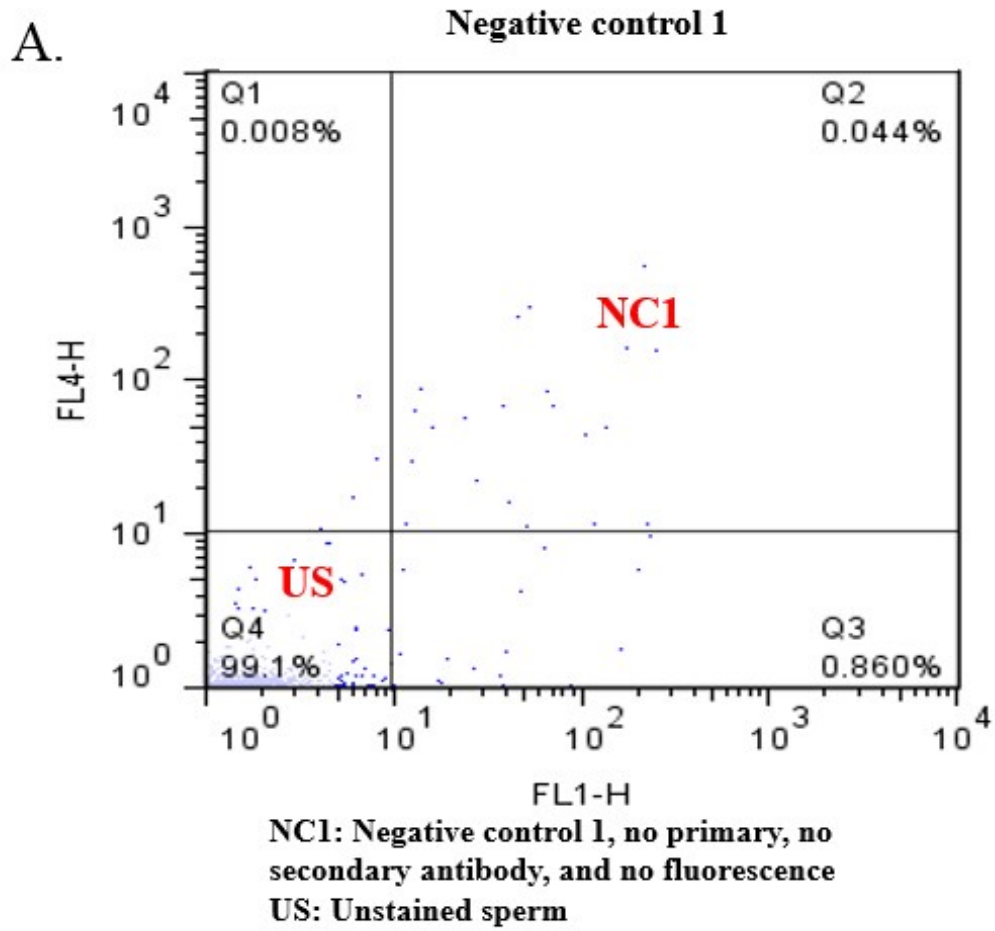 A.
Negative control 1
Q1
0.008%
Q2
0.044%
10^4
10^3
10^2
10^1
10^0
FL4-H
NC1
US
Q4
99.1%
Q3
0.860%
10^0 10^1 10^2 10^3 10^4
FL1-H
NC1: Negative control 1, no primary, no
secondary antibody, and no fluorescence
US: Unstained sperm